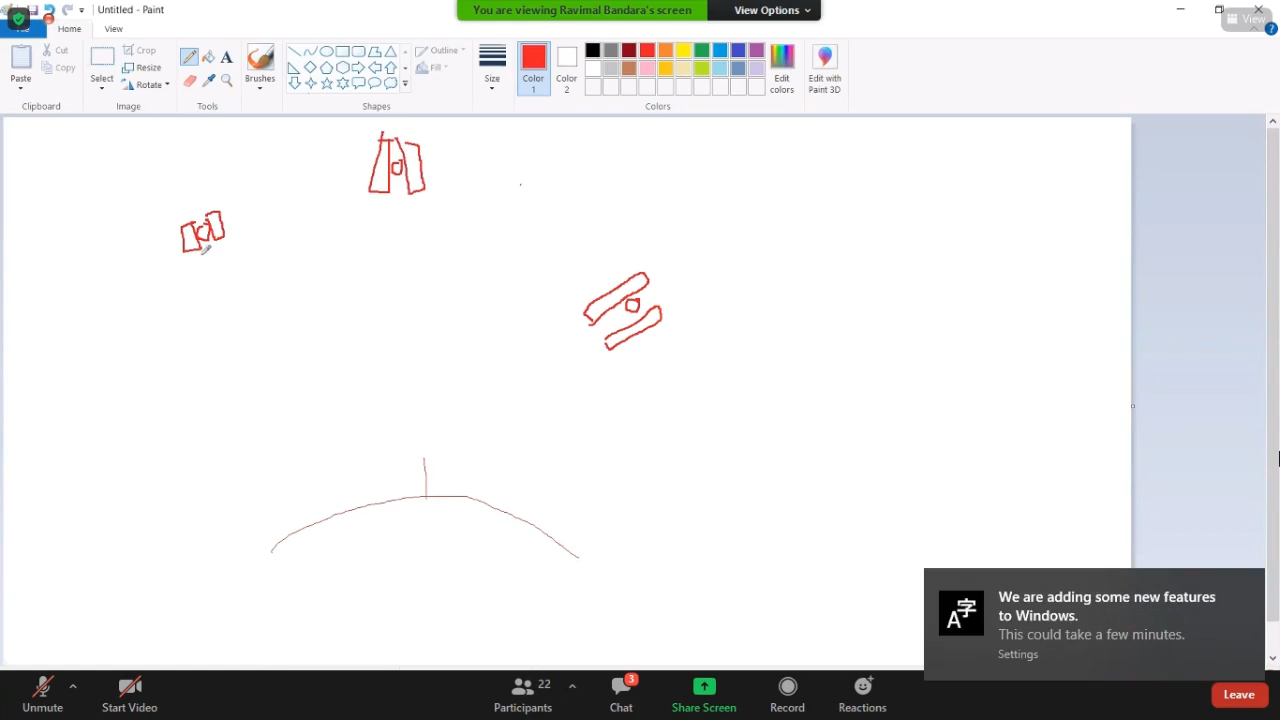 Untitled - Paint
You are viewing Ravimal Bandara's screen
View Options
View
Home
View
Paste
Cut
Copy
Clipboard
Select
Crop
Resize
Rotate
Image
A
Tools
Brushes
Outline
Fill
Shapes
Size
Color
1
Color
2
Edit
colors
Edit with
Paint 3D
Colors
A字
We are adding some new features
to Windows.
This could take a few minutes.
Settings
Unmute
Start Video
22
Participants
3
Chat
Share Screen
Record
Reactions
Leave